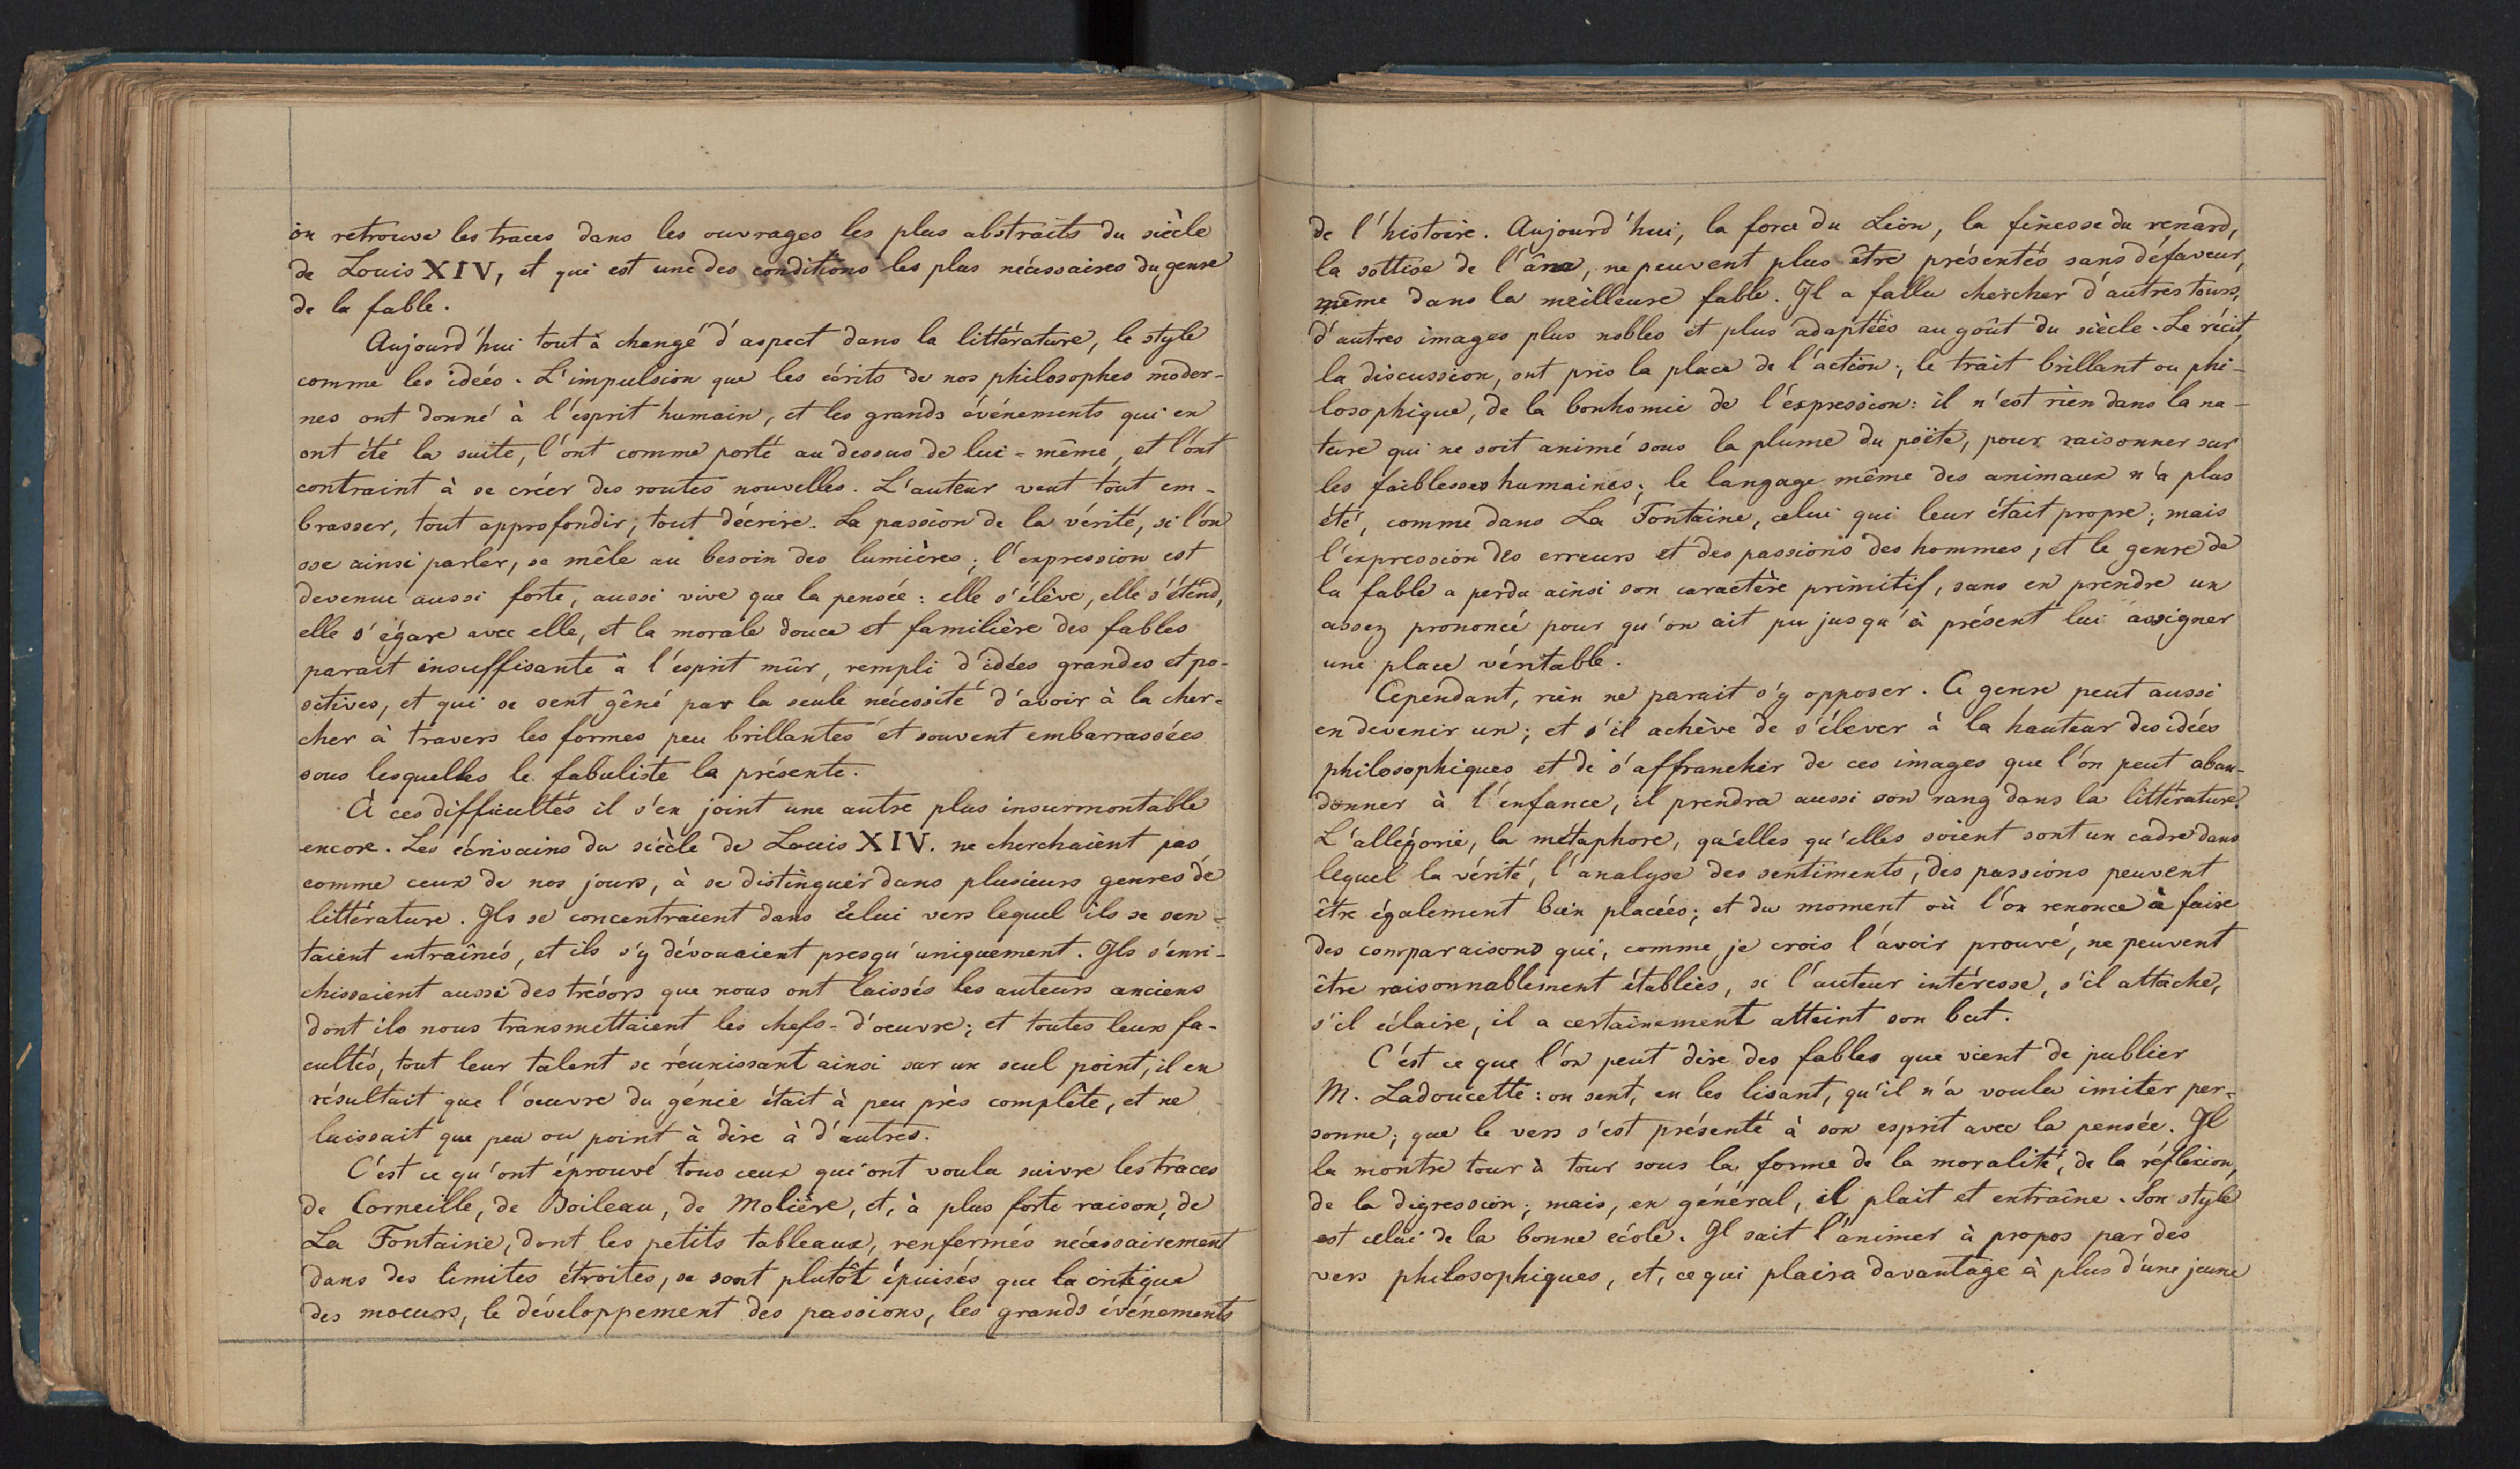 on retrouve les traces dans les ouvrages les plus abstraits du siècle
de Louis XIV, et qui est une des conditions les plus nécessaires du genre
de la fable.
Aujourd'hui tout à changé d'aspect dans la littérature, le style
comme les idées. L'impulsion que les écrits de nos philosophes moder-
nes ont donné à l'esprit humain, et les grands événements qui en
ont été la suite, l'ont comme porté au dessus de lui-même, et l'ont
contraint à se créer des routes nouvelles. L'auteur veut tout em-
brasser, tout approfondir, tout décrire. La passion de la vérité, si l'on
ose ainsi parler, se mêle au besoin des lumières; l'expression est
devenue aussi forte, aussi vive que la pensée: elle s'élève, elle s'étend,
elle s'égare avec elle, et la morale douce et familière des fables
parait insuffisante à l'esprit mûr, rempli d'idées grandes et po-
sitives, et qui se sent gêné par la seule nécessité d'avoir à la cher-
cher à travers les formes peu brillantes et souvent embarrassées
sous lesquelles le fabuliste la présente.
À ces difficultés il s'en joint une autre plus insurmontable
encore. Les écrivains du siècle de Louis XIV. ne cherchaient pas
comme ceux de nos jours, à se distinguer dans plusieurs genres de
littérature. Ils se concentraient dans celui vers lequel ils se sen-
taient entraînés, et ils s'y dévouaient presqu'uniquement. Ils s'enri-
chissaient aussi des trésors que nous ont laissés les auteurs anciens
dont ils nous transmettaient les chefs-d'oeuvre; et toutes leurs fa-
cultés, tout leur talent se réunissant ainsi sur un seul point, il en
résultait que l'oeuvre du génie était à peu près complète, et ne
laissait que peu ou point à dire à d'autres.
C'est ce qu'ont éprouvé tous ceux qui ont voulu suivre les traces
de Corneille, de Boileau, de Molière, et, à plus forte raison, de
La Fontaine, dont les petits tableaux, renfermés nécessairement
dans des limites étroites, se sont plutôt épuisés que la critique
des moeurs, le développement des passions, les grands événements
de l'histoire. Aujourd'hui, la force du Lion, la finesse du renard,
la sottise de l'âne, ne peuvent plus être présentés sans défaveur,
même dans la meilleure fable. Il a fallu chercher d'autres tours,
d'autres images plus nobles et plus adaptées au goût du siècle. Le récit,
la discussion, ont pris la place de l'action; le trait brillant ou phi-
losophique, de la bonhomie de l'expression: il n'est rien dans la na-
ture qui ne soit animé sous la plume du poëte, pour raisonner sur
les faiblesses humaines; le langage même des animaux n'a plus
été, comme dans La Fontaine, celui qui leur était propre; mais
l'expression des erreurs et des passions des hommes, et le genre de
la fable a perdu ainsi son caractère primitif, sans en prendre un
assez prononcé pour qu'on ait pu jusqu'à présent lui assigner
une place véritable.
Cependant, rien ne parait s'y opposer. Ce genre peut aussi
en devenir un; et s'il achève de s'élever à la hauteur des idées
philosophiques et de s'affranchir de ces images que l'on peut aban-
donner à l'enfance, il prendra aussi son rang dans la littérature.
L'allégorie, la métaphore, qu'elles qu'elles soient sont un cadre dans
lequel la vérité, l'analyse des sentiments, des passions peuvent
être également bien placées; et du moment où l'on renonce à faire
des comparaisons qui, comme je crois l'avoir prouvé, ne peuvent
être raisonnablement établies, si l'auteur intéresse, s'il attache,
s'il éclaire, il a certainement atteint son but.
C'est ce que l'on peut dire des fables que vient de publier
M. Ladoucette: on sent, en les lisant, qu'il n'a voulu imiter per-
sonne; que le vers s'est présenté à son esprit avec la pensée. Il
la montre tour à tour sous la forme de la moralité, de la réflexion,
de la digression; mais, en général, il plait et entraîne. Son style
est celui de la bonne école. Il sait l'animer à propos par des
vers philosophiques, et, ce qui plaira davantage à plus d'une jeune